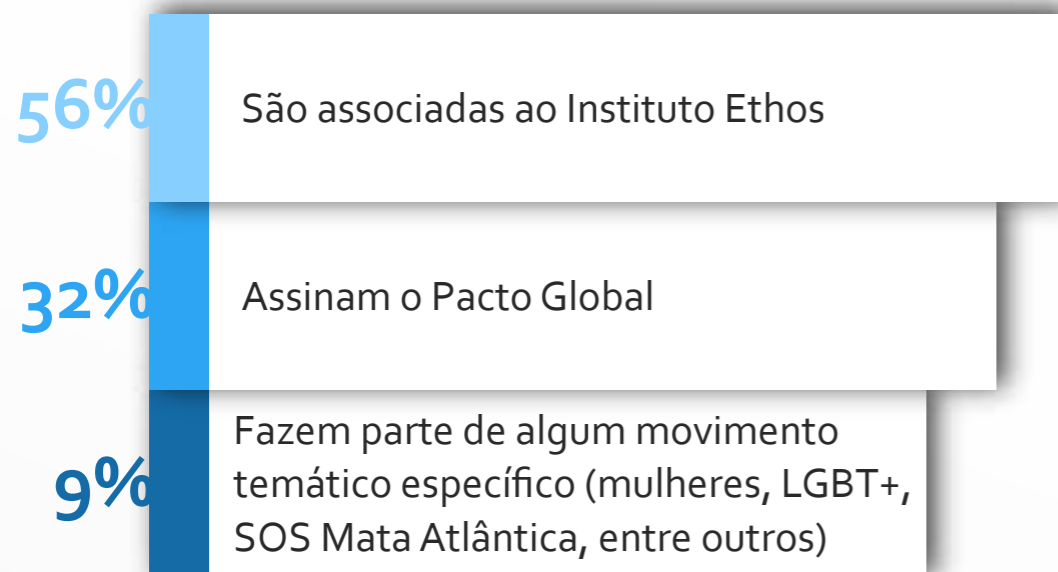 56%
São associadas ao Instituto Ethos
32%
Assinam o Pacto Global
9%
Fazem parte de algum movimento
temático específico (mulheres, LGBT+,
SOS Mata Atlântica, entre outros)